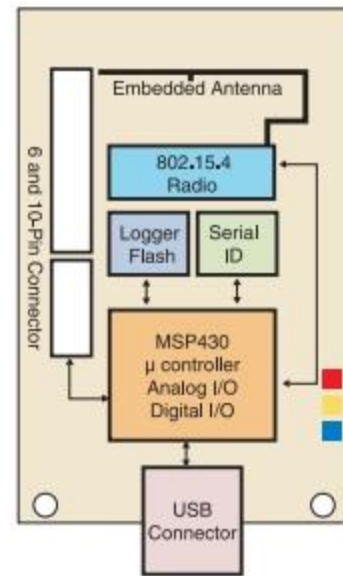 Embedded Antenna
6 and 10-Pin Connector
802.15.4
Radio
Logger
Flash
Serial
ID
MSP430
µ controller
Analog I/O
Digital I/O
USB
Connector